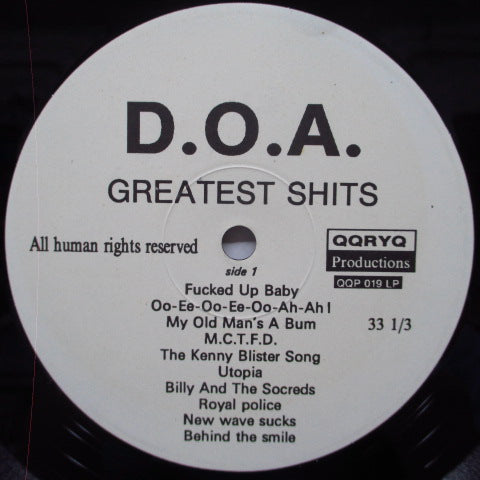 D.O.A.
GREATEST SHITS
All human rights reserved
QQRYQ
Productions
QQP 019 LP
side 1
33 1/3
Fucked Up Baby
Oo-Ee-Oo-Ee-Oo-Ah-Ah!
My Old Man's A Bum
M.C.T.F.D.
The Kenny Blister Song
Utopia
Billy And The Socreds
Royal police
New wave sucks
Behind the smile